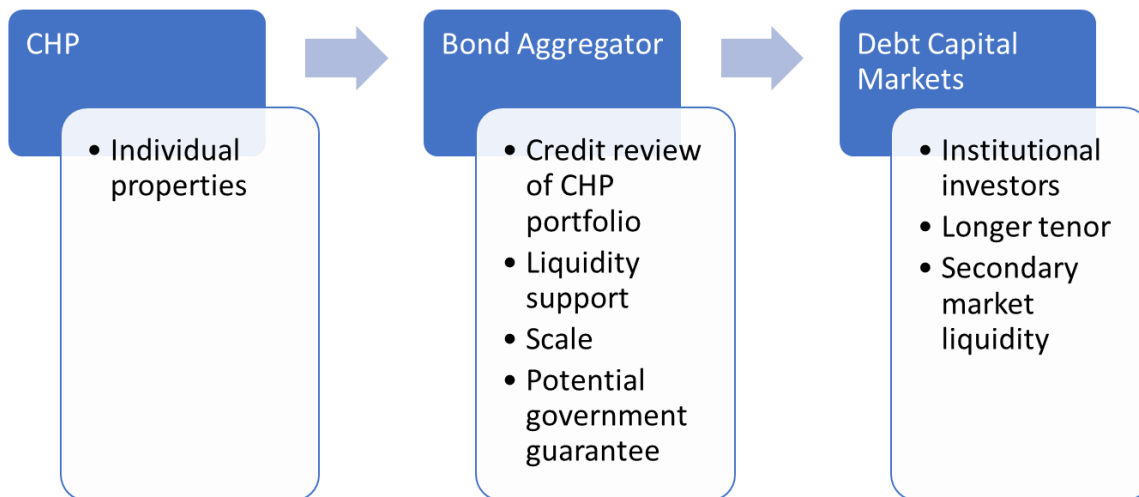 CHP
• Individual
properties
Bond Aggregator
• Credit review
of CHP
portfolio
• Liquidity
support
• Scale
• Potential
government
guarantee
Debt Capital
Markets
• Institutional
investors
• Longer tenor
• Secondary
market
liquidity